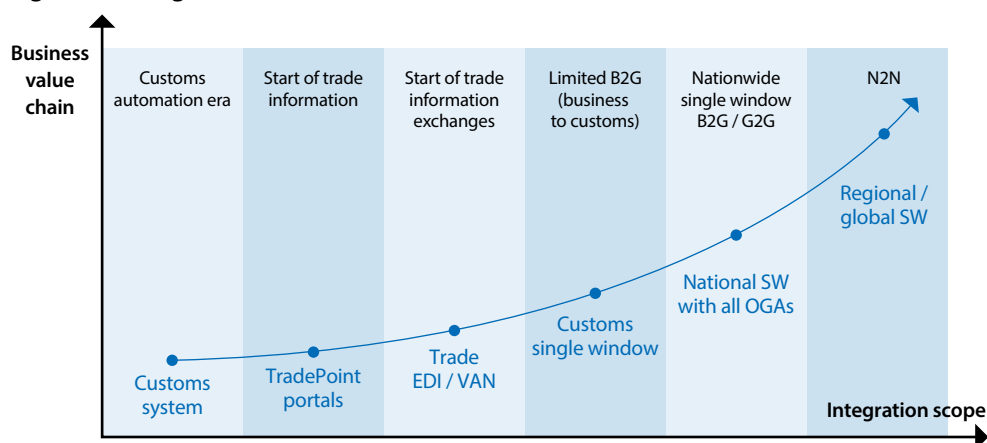 Business
value
chain
Customs
automation era
Start of trade
information
Start of trade
information
exchanges
Limited B2G
(business
to customs)
Nationwide
single window
B2G / G2G
N2N
Regional /
global SW
National SW
with all OGAs
Customs
single window
Trade
EDI / VAN
TradePoint
portals
Customs
system
Integration scope